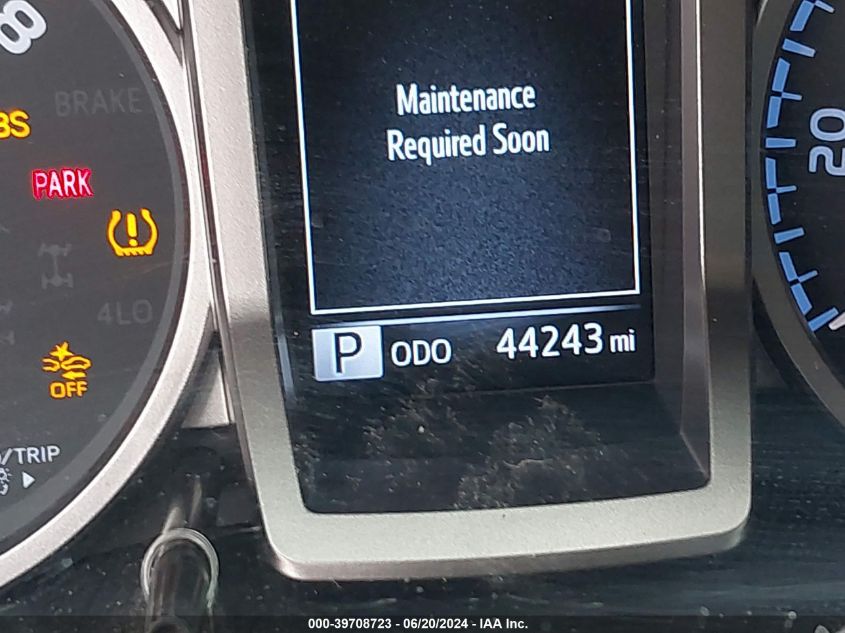 8
BRAKE
BS
PARK
4LO
OFF
/TRIP
Maintenance
Required Soon
P ODO 44243 mi
20
000-39708723 - 06/20/2024 - IAA Inc.